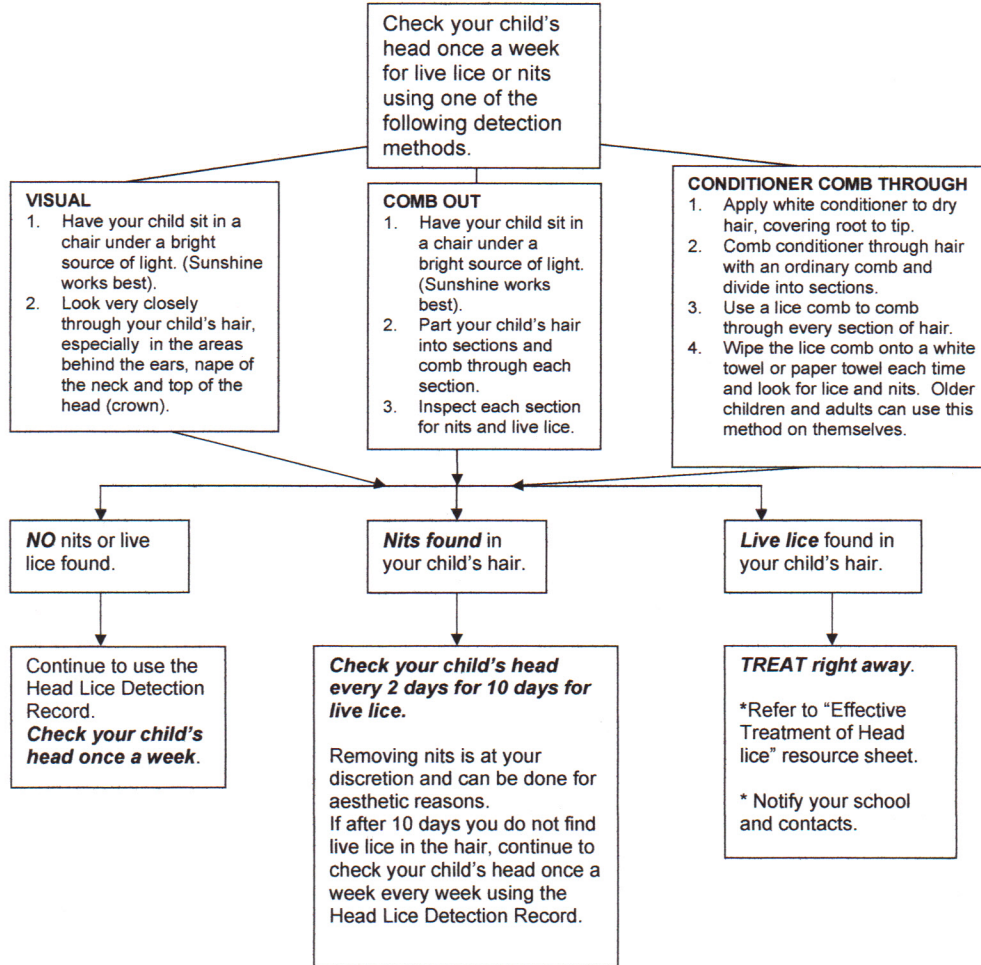 Check your child's
head once a week
for live lice or nits
using one of the
following detection
methods.
VISUAL
1. Have your child sit in a
chair under a bright
source of light. (Sunshine
works best).
2. Look very closely
through your child's hair,
especially in the areas
behind the ears, nape of
the neck and top of the
head (crown).
COMB OUT
1. Have your child sit in
a chair under a
bright source of light.
(Sunshine works
best).
2. Part your child's hair
into sections and
comb through each
section.
3. Inspect each section
for nits and live lice.
CONDITIONER COMB THROUGH
1. Apply white conditioner to dry
hair, covering root to tip.
2. Comb conditioner through hair
with an ordinary comb and
divide into sections.
3. Use a lice comb to comb
through every section of hair.
4. Wipe the lice comb onto a white
towel or paper towel each time
and look for lice and nits. Older
children and adults can use this
method on themselves.
NO nits or live
lice found.
Nits found in
your child's hair.
Live lice found in
your child's hair.
Continue to use the
Head Lice Detection
Record.
Check your child's
head once a week.
Check your child's head
every 2 days for 10 days for
live lice.
Removing nits is at your
discretion and can be done for
aesthetic reasons.
If after 10 days you do not find
live lice in the hair, continue to
check your child's head once a
week every week using the
Head Lice Detection Record.
TREAT right away.
*Refer to "Effective
Treatment of Head
lice" resource sheet.
* Notify your school
and contacts.